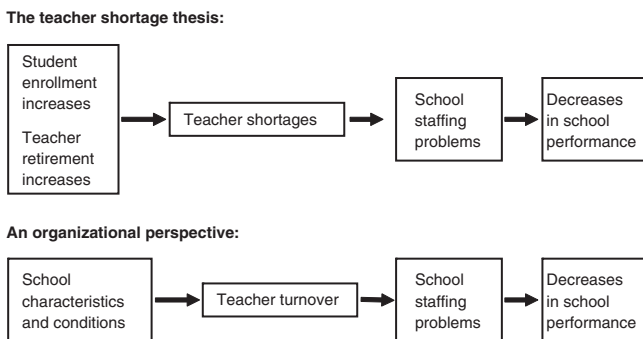 The teacher shortage thesis:
Student
enrollment
increases
Teacher
retirement
increases
Teacher shortages
School
staffing
problems
Decreases
in school
performance
An organizational perspective:
School
characteristics
and conditions
Teacher turnover
School
staffing
problems
Decreases
in school
performance